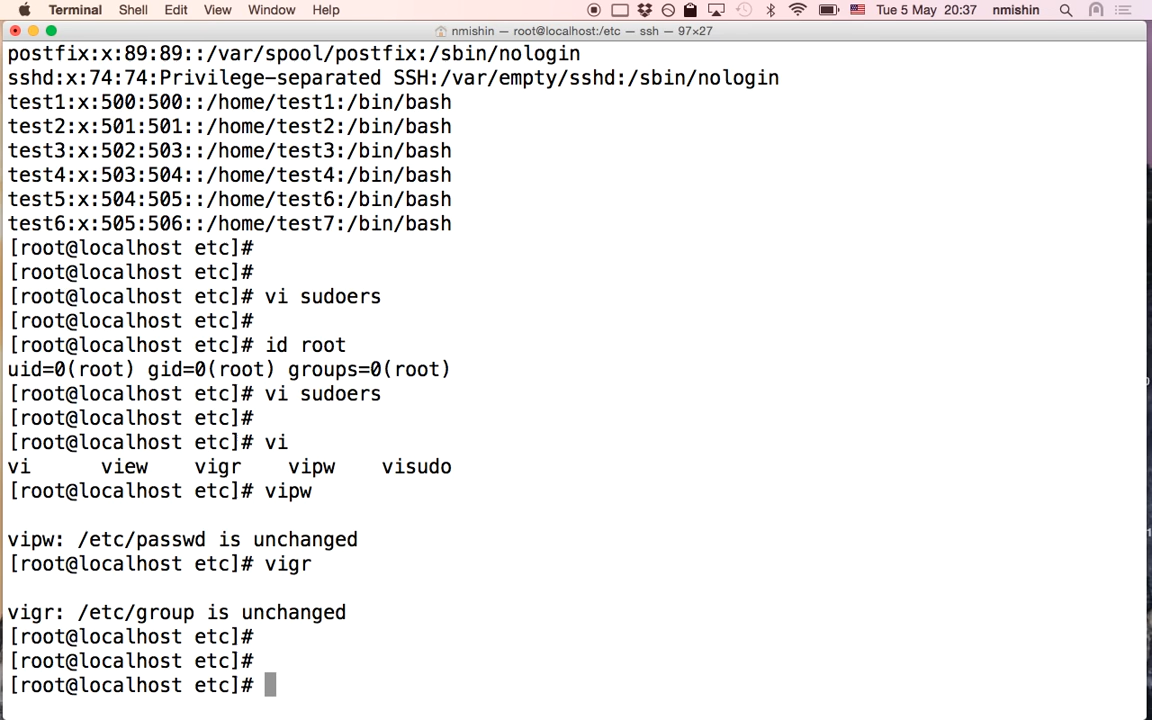 Terminal Shell Edit View Window Help Tue 5 May 20:37 nmishin
nmishin — root@localhost:/etc — ssh — 97×27
postfix:x:89:89::/var/spool/postfix:/sbin/nologin
sshd:x:74:74:Privilege-separated SSH:/var/empty/sshd:/sbin/nologin
test1:x:500:500::/home/test1:/bin/bash
test2:x:501:501::/home/test2:/bin/bash
test3:x:502:503::/home/test3:/bin/bash
test4:x:503:504::/home/test4:/bin/bash
test5:x:504:505::/home/test6:/bin/bash
test6:x:505:506::/home/test7:/bin/bash
[root@localhost etc]#
[root@localhost etc]#
[root@localhost etc]# vi sudoers
[root@localhost etc]#
[root@localhost etc]# id root
uid=0(root) gid=0(root) groups=0(root)
[root@localhost etc]# vi sudoers
[root@localhost etc]#
[root@localhost etc]# vi
vi view vigr vipw visudo
[root@localhost etc]# vipw
vipw: /etc/passwd is unchanged
[root@localhost etc]# vigr
vigr: /etc/group is unchanged
[root@localhost etc]#
[root@localhost etc]#
[root@localhost etc]#